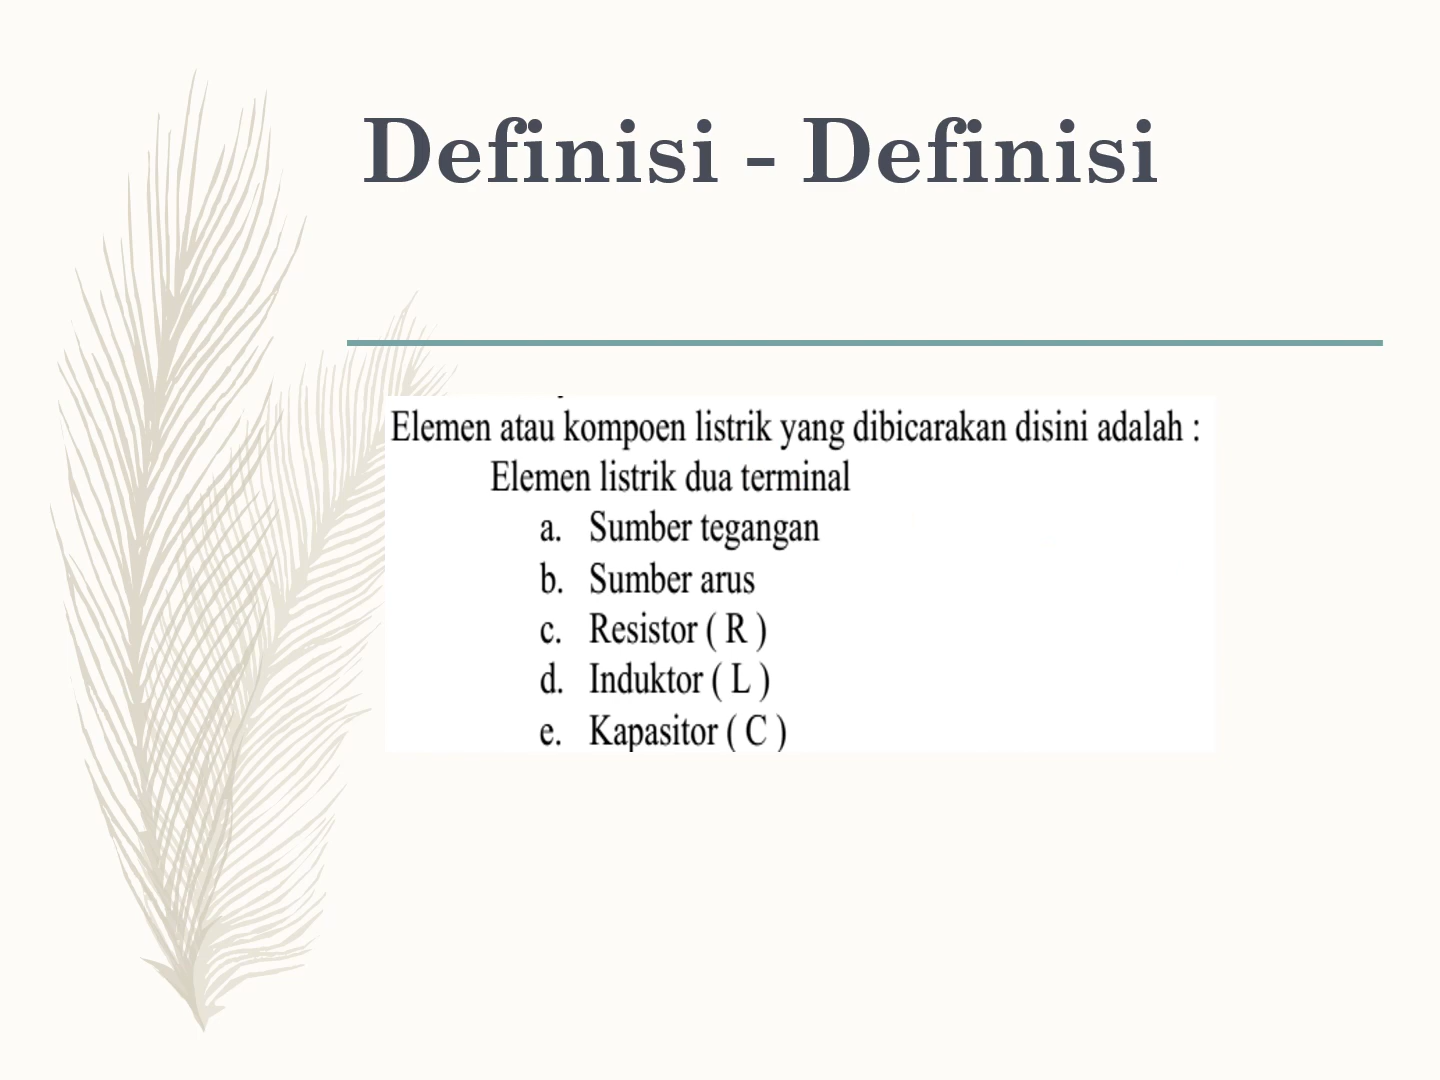 Definisi - Definisi
Elemen atau kompoen listrik yang dibicarakan disini adalah :
Elemen listrik dua terminal
a. Sumber tegangan
b. Sumber arus
c. Resistor ( R )
d. Induktor ( L )
e. Kapasitor ( C )